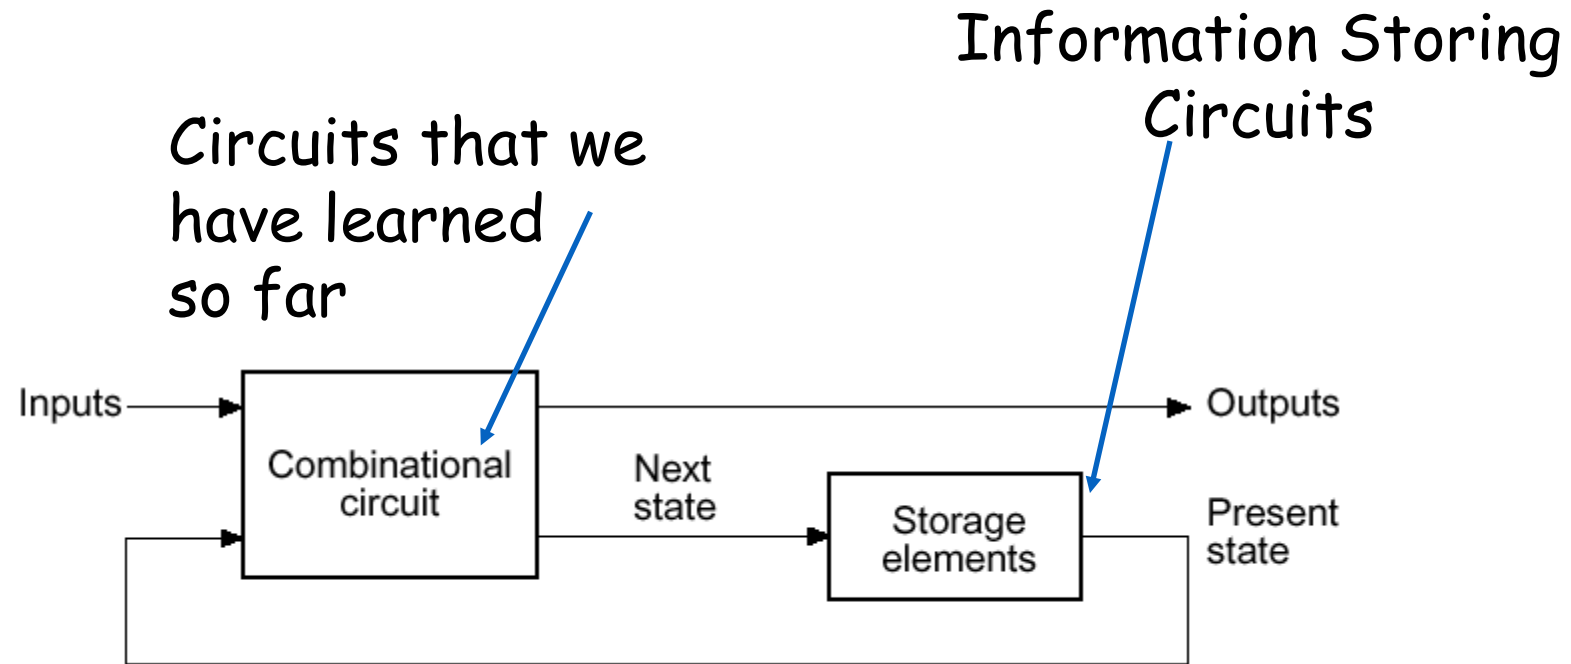 Information Storing
Circuits
Circuits that we
have learned
so far
Inputs
Combinational
circuit
Next
state
Storage
elements
Outputs
Present
state